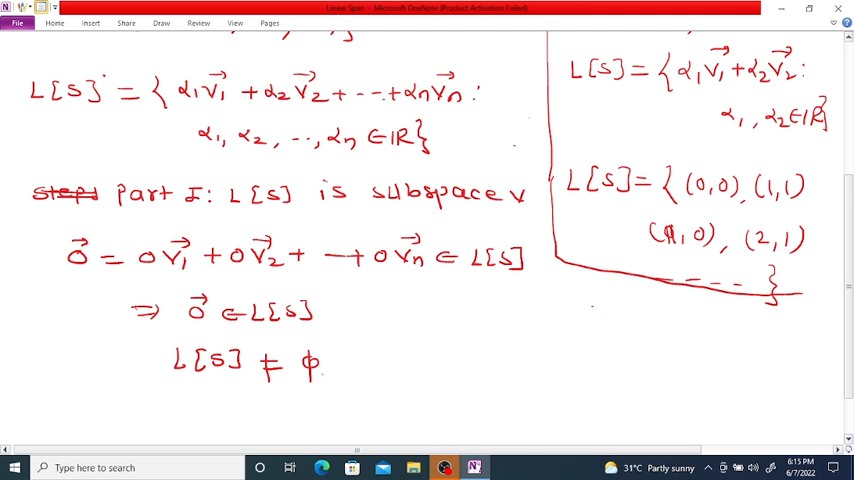 Linear Span - Microsoft OneNote (Product Activation Failed)
File Home Insert Share Draw Review View Pages
L[S] = { α₁v₁⃗ + α₂v₂⃗ + ... + αₙvₙ⃗ :
α₁, α₂, .., αₙ ∈ IR}
Part I: L[S] is subspace v
0⃗ = 0v₁⃗ + 0v₂⃗ + --+ 0vₙ⃗ ∈ L[S]
⇒ 0⃗ ∈ L[S]
L[S] ≠ ϕ
L[S] = { α₁v₁⃗ + α₂v₂⃗ :
α₁, α₂ ∈ IR}
L[S] = { (0,0), (1,1)
(1,0), (2,1)
---- }
Type here to search
31°C Partly sunny
6:15 PM
6/7/2022